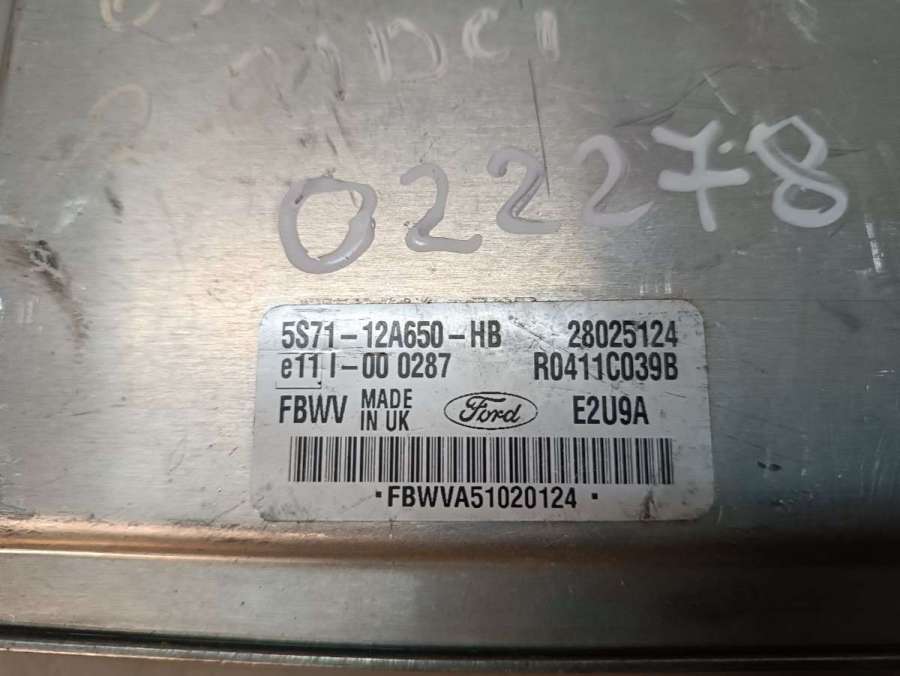 022278
5S71-12A650-HB 28025124
e11 I-00 0287 R0411C039B
FBWV MADE IN UK Ford E2U9A
·FBWVA51020124·